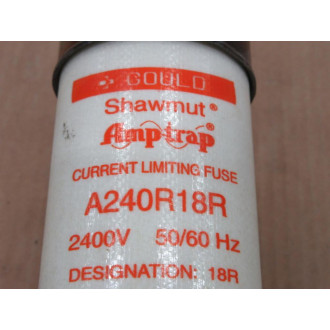 GOULD
Shawmut®
Amp-trap
CURRENT LIMITING FUSE
A240R18R
2400V 50/60 Hz
DESIGNATION: 18R